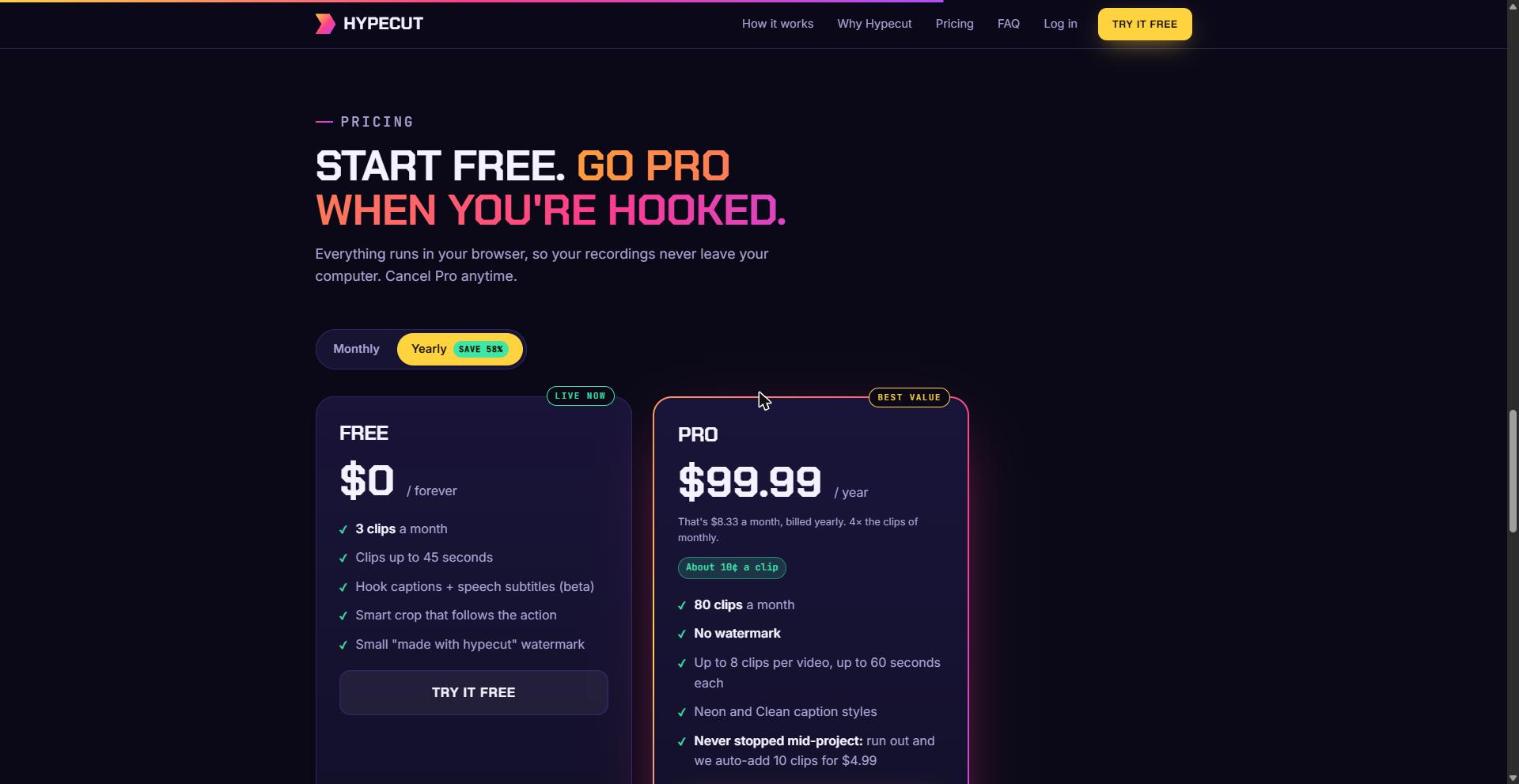 HYPECUT
How it works
Why Hypecut
Pricing
FAQ
Log in
TRY IT FREE
PRICING
START FREE. GO PRO
WHEN YOU'RE HOOKED.
Everything runs in your browser, so your recordings never leave your
computer. Cancel Pro anytime.
Monthly
Yearly SAVE 58%
LIVE NOW
FREE
$0 / forever
✓ 3 clips a month
✓ Clips up to 45 seconds
✓ Hook captions + speech subtitles (beta)
✓ Smart crop that follows the action
✓ Small "made with hypecut" watermark
TRY IT FREE
BEST VALUE
PRO
$99.99 / year
That's $8.33 a month, billed yearly. 4× the clips of
monthly.
About 10¢ a clip
✓ 80 clips a month
✓ No watermark
✓ Up to 8 clips per video, up to 60 seconds
each
✓ Neon and Clean caption styles
✓ Never stopped mid-project: run out and
we auto-add 10 clips for $4.99